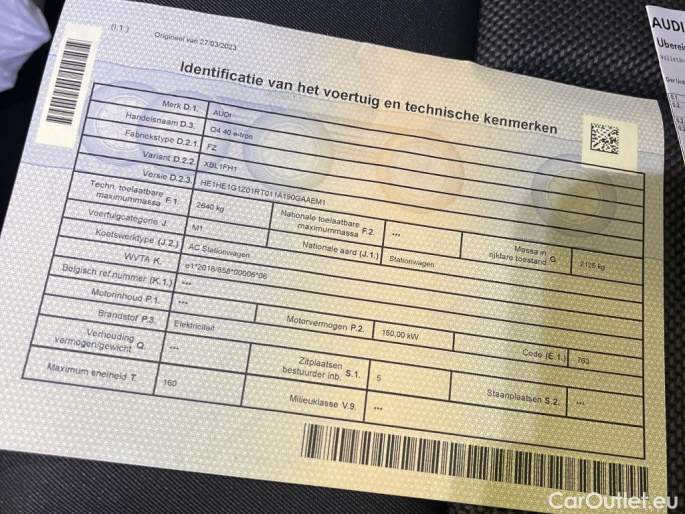 (I.1.)
Origineel van 27/03/2023
Identificatie van het voertuig en technische kenmerken
Merk D.1. AUDI
Handelsnaam D.3. Q4 40 e-tron
Fabriekstype D.2.1. FZ
Variant D.2.2. XBL1FH1
Versie D.2.3. HE1HE1G1Z01RT011A190GAAEM1
Techn. toelaatbare maximummassa F.1. 2640 kg Nationale toelaatbare maximummassa F.2. *** Massa in rijklare toestand G. 2125 kg
Voertuigcategorie J. M1 Nationale aard (J.1.) Stationwagen
Koetswerktype (J.2.) AC Stationwagen
WVTA K. e1*2018/858*00006*06
Belgisch ref.nummer (K.1.) ***
Motorinhoud P.1. *** Motorvermogen P.2. 150,00 kW Code (E.1.) 763
Brandstof P.3. Elektriciteit
Verhouding vermogen/gewicht Q. *** Zitplaatsen bestuurder inb. S.1. 5 Staanplaatsen S.2. ***
Maximum snelheid T. 160 Milieuklasse V.9. ***
AUDI
CarOutlet.eu